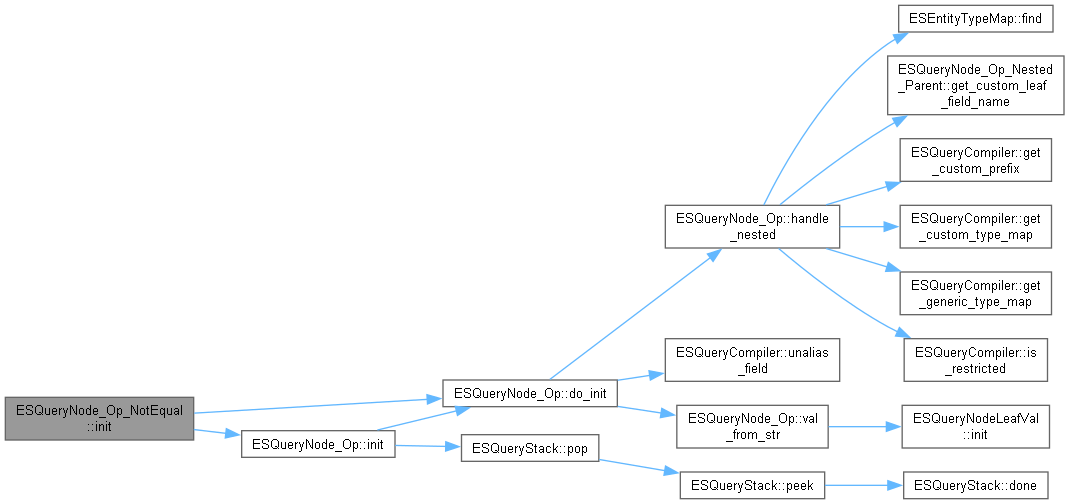 ESEntityTypeMap::find
ESQueryNode_Op_Nested
_Parent::get_custom_leaf
_field_name
ESQueryCompiler::get
_custom_prefix
ESQueryNode_Op::handle
_nested
ESQueryCompiler::get
_custom_type_map
ESQueryCompiler::get
_generic_type_map
ESQueryCompiler::is
_restricted
ESQueryCompiler::unalias
_field
ESQueryNode_Op::do_init
ESQueryNode_Op_NotEqual
::init
ESQueryNode_Op::val
_from_str
ESQueryNodeLeafVal
::init
ESQueryNode_Op::init
ESQueryStack::pop
ESQueryStack::peek
ESQueryStack::done